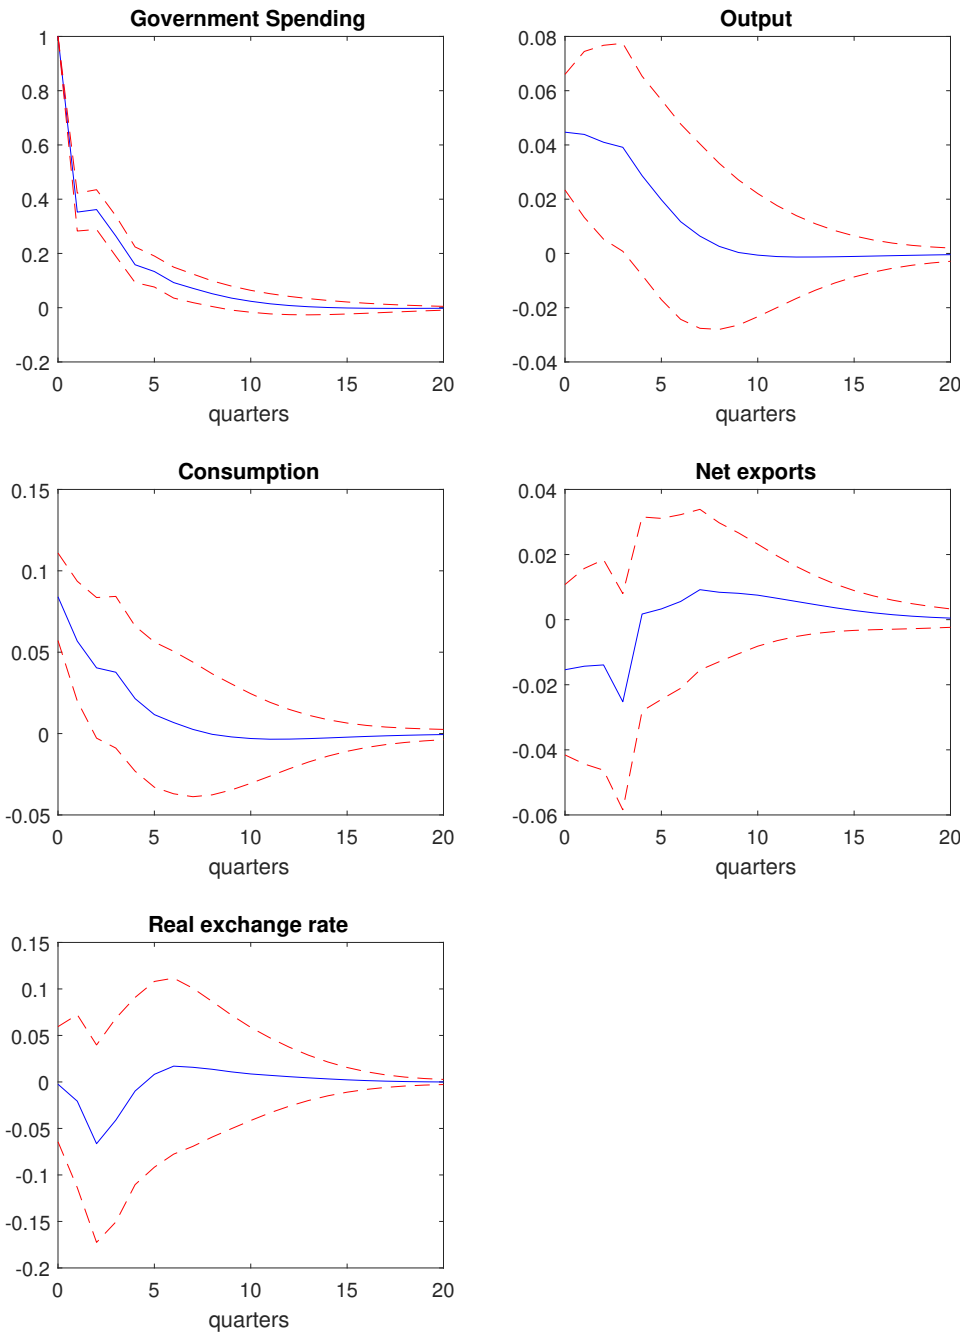 Government Spending
1
0.8
0.6
0.4
0.2
0
-0.2
0 5 10 15 20
quarters
Output
0.08
0.06
0.04
0.02
0
-0.02
-0.04
0 5 10 15 20
quarters
Consumption
0.15
0.1
0.05
0
-0.05
0 5 10 15 20
quarters
Net exports
0.04
0.02
0
-0.02
-0.04
-0.06
0 5 10 15 20
quarters
Real exchange rate
0.15
0.1
0.05
0
-0.05
-0.1
-0.15
-0.2
0 5 10 15 20
quarters